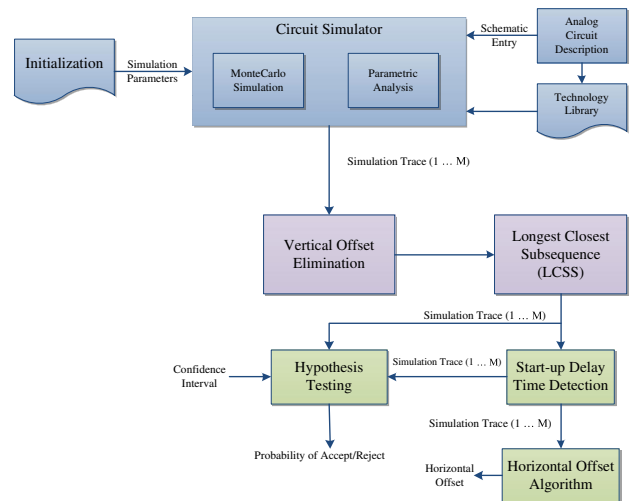 Circuit Simulator
Initialization
Simulation
Parameters
MonteCarlo
Simulation
Parametric
Analysis
Schematic
Entry
Analog
Circuit
Description
Technology
Library
Simulation Trace (1 … M)
Vertical Offset
Elimination
Longest Closest
Subsequence
(LCSS)
Simulation Trace (1 … M)
Confidence
Interval
Hypothesis
Testing
Simulation Trace (1 … M)
Start-up Delay
Time Detection
Simulation Trace (1 … M)
Probability of Accept/Reject
Horizontal
Offset
Horizontal Offset
Algorithm